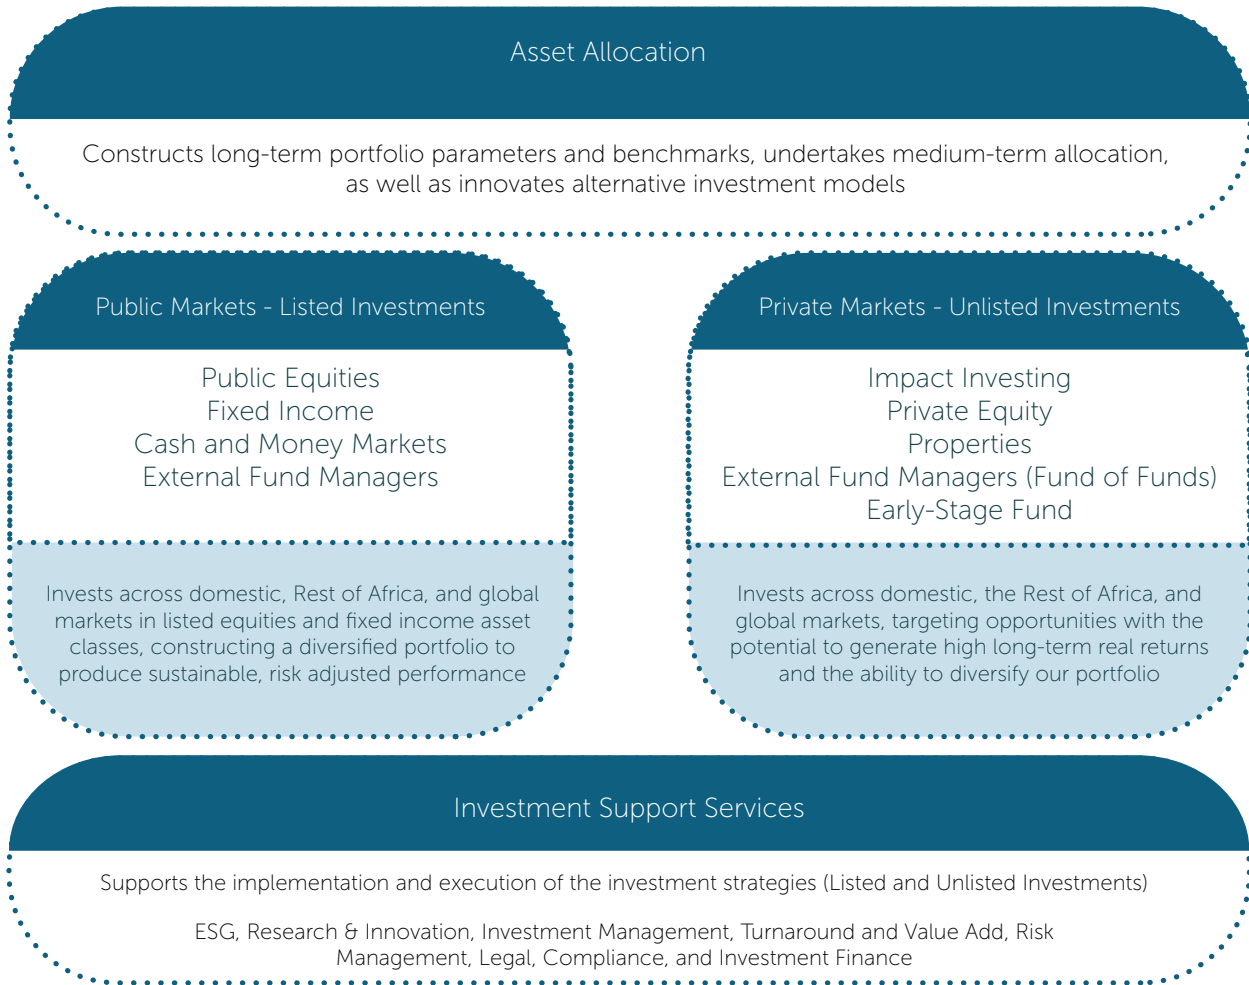 Asset Allocation
Constructs long-term portfolio parameters and benchmarks, undertakes medium-term allocation,
as well as innovates alternative investment models
Public Markets - Listed Investments
Public Equities
Fixed Income
Cash and Money Markets
External Fund Managers
Invests across domestic, Rest of Africa, and global
markets in listed equities and fixed income asset
classes, constructing a diversified portfolio to
produce sustainable, risk adjusted performance
Private Markets - Unlisted Investments
Impact Investing
Private Equity
Properties
External Fund Managers (Fund of Funds)
Early-Stage Fund
Invests across domestic, the Rest of Africa, and
global markets, targeting opportunities with the
potential to generate high long-term real returns
and the ability to diversify our portfolio
Investment Support Services
Supports the implementation and execution of the investment strategies (Listed and Unlisted Investments)
ESG, Research & Innovation, Investment Management, Turnaround and Value Add, Risk
Management, Legal, Compliance, and Investment Finance